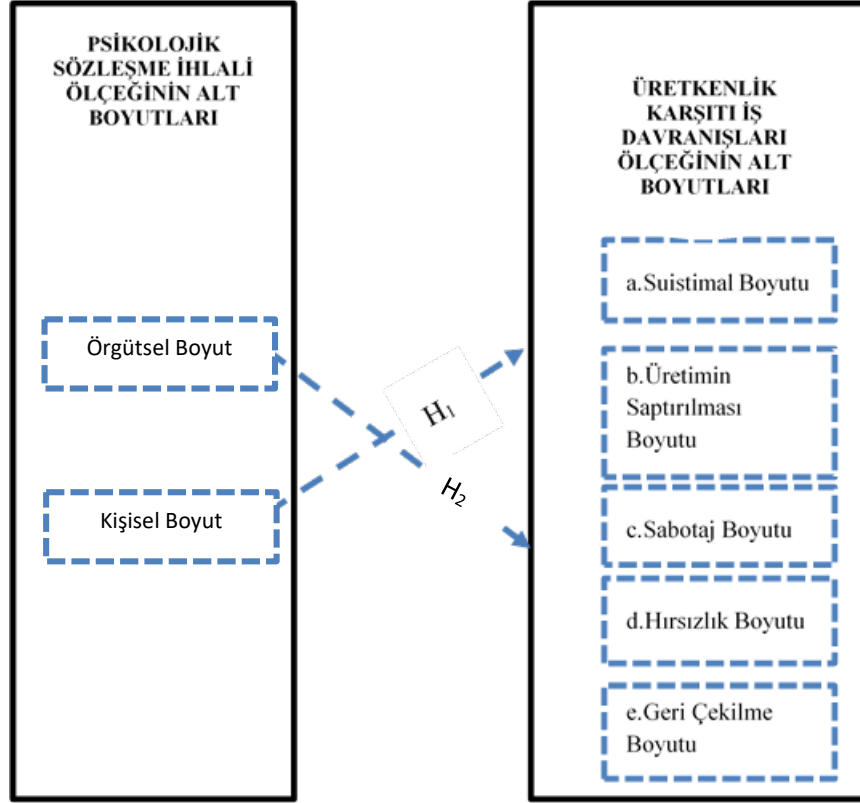 PSİKOLOJİK
SÖZLEŞME İHLALİ
ÖLÇEĞİNİN ALT
BOYUTLARI
Örgütsel Boyut
Kişisel Boyut
H₁
H₂
ÜRETKENLİK
KARŞITI İŞ
DAVRANIŞLARI
ÖLÇEĞİNİN ALT
BOYUTLARI
a.Suistimal Boyutu
b.Üretimin
Saptırılması
Boyutu
c.Sabotaj Boyutu
d.Hırsızlık Boyutu
e.Geri Çekilme
Boyutu